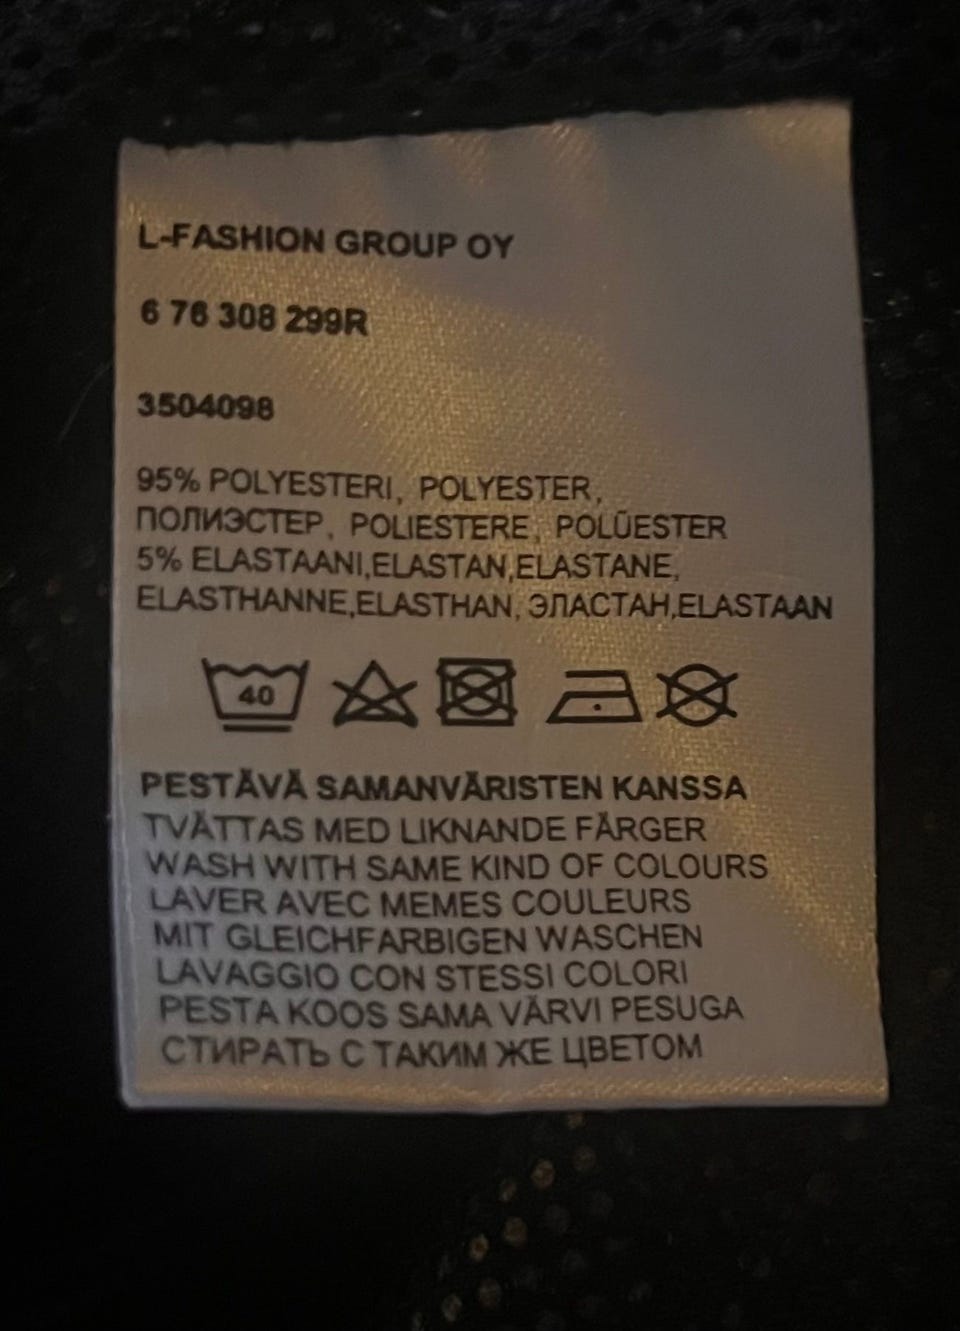 L-FASHION GROUP OY
6 76 308 299R
3504098
95% POLYESTERI, POLYESTER,
ПОЛИЭСТЕР, POLIESTERE, POLÜESTER
5% ELASTAANI,ELASTAN,ELASTANE,
ELASTHANNE,ELASTHAN, ЭЛАСТАН,ELASTAAN
40
PESTÄVÄ SAMANVÄRISTEN KANSSA
TVÄTTAS MED LIKNANDE FÄRGER
WASH WITH SAME KIND OF COLOURS
LAVER AVEC MEMES COULEURS
MIT GLEICHFARBIGEN WASCHEN
LAVAGGIO CON STESSI COLORI
PESTA KOOS SAMA VÄRVI PESUGA
СТИРАТЬ С ТАКИМ ЖЕ ЦВЕТОМ